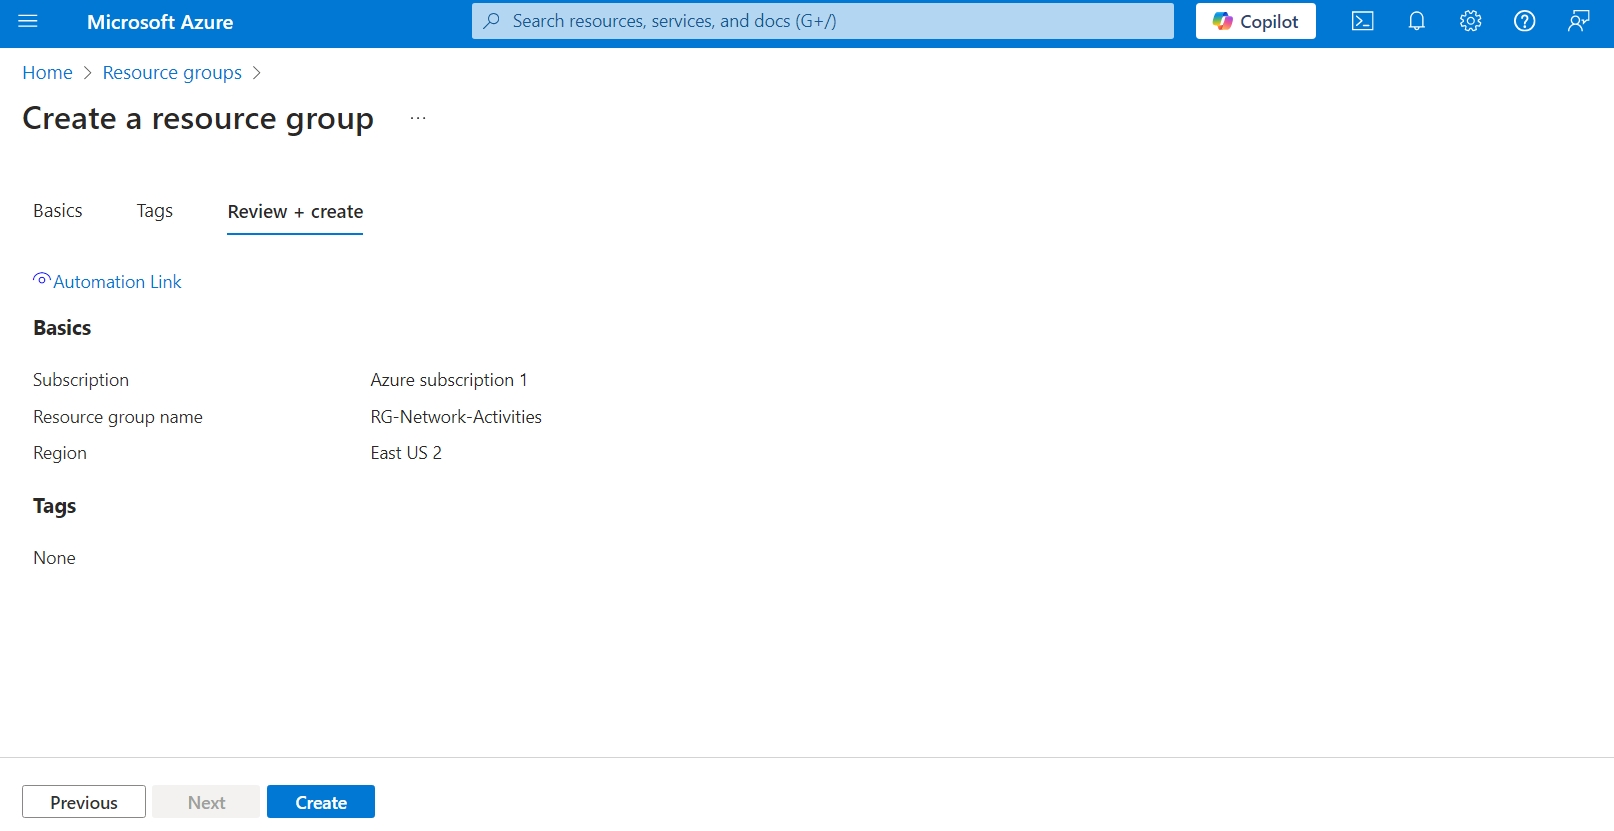 Microsoft Azure
Search resources, services, and docs (G+/)
Copilot
Home > Resource groups >
Create a resource group ...
Basics Tags Review + create
Automation Link
Basics
Subscription Azure subscription 1
Resource group name RG-Network-Activities
Region East US 2
Tags
None
Previous Next Create